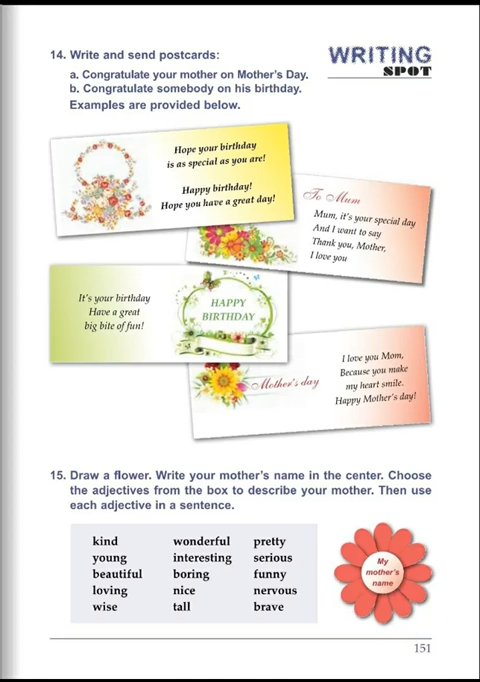 14. Write and send postcards:
WRITING
SPOT
a. Congratulate your mother on Mother's Day.
b. Congratulate somebody on his birthday.
Examples are provided below.
Hope your birthday
is as special as you are!
Happy birthday!
Hope you have a great day!
To Mum
Mum, it's your special day
And I want to say
Thank you, Mother,
I love you
It's your birthday
Have a great
big bite of fun!
HAPPY
BIRTHDAY
Mother's day
I love you Mom,
Because you make
my heart smile.
Happy Mother's day!
15. Draw a flower. Write your mother's name in the center. Choose
the adjectives from the box to describe your mother. Then use
each adjective in a sentence.
kind wonderful pretty
young interesting serious
beautiful boring funny
loving nice nervous
wise tall brave
My
mother's
name
151